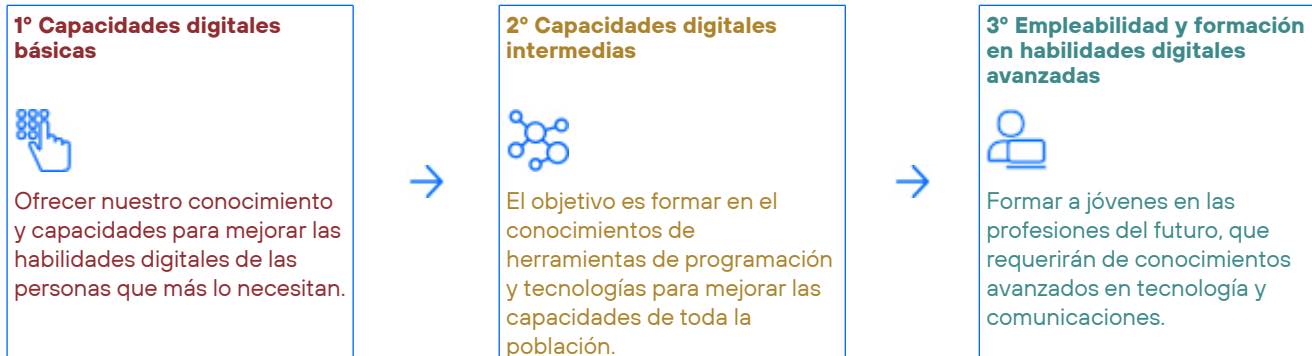 1° Capacidades digitales
básicas
Ofrecer nuestro conocimiento
y capacidades para mejorar las
habilidades digitales de las
personas que más lo necesitan.
2° Capacidades digitales
intermedias
El objetivo es formar en el
conocimientos de
herramientas de programación
y tecnologías para mejorar las
capacidades de toda la
población.
3° Empleabilidad y formación
en habilidades digitales
avanzadas
Formar a jóvenes en las
profesiones del futuro, que
requerirán de conocimientos
avanzados en tecnología y
comunicaciones.